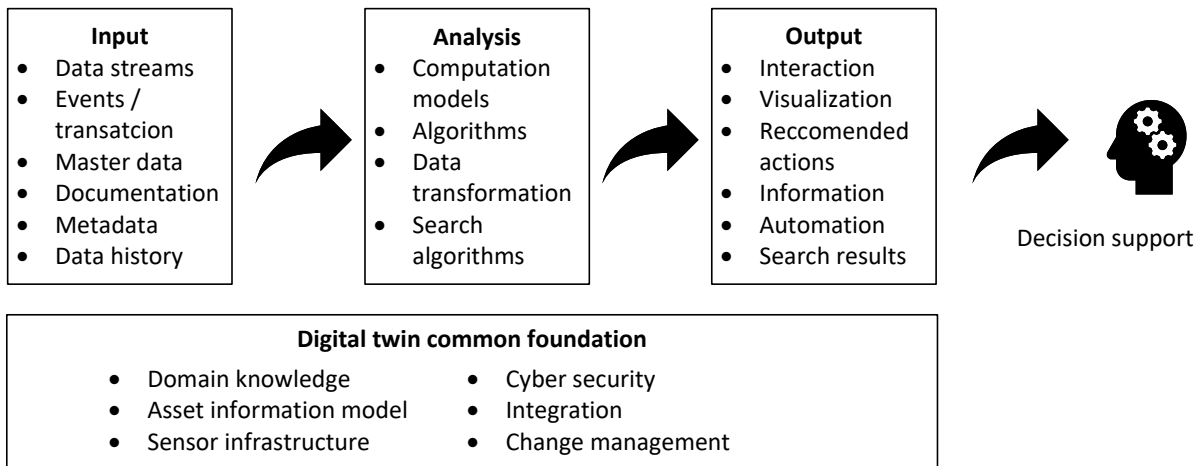 Input
• Data streams
• Events /
transatcion
• Master data
• Documentation
• Metadata
• Data history
Analysis
• Computation
models
• Algorithms
• Data
transformation
• Search
algorithms
Output
• Interaction
• Visualization
• Reccomended
actions
• Information
• Automation
• Search results
Decision support
Digital twin common foundation
• Domain knowledge
• Asset information model
• Sensor infrastructure
• Cyber security
• Integration
• Change management